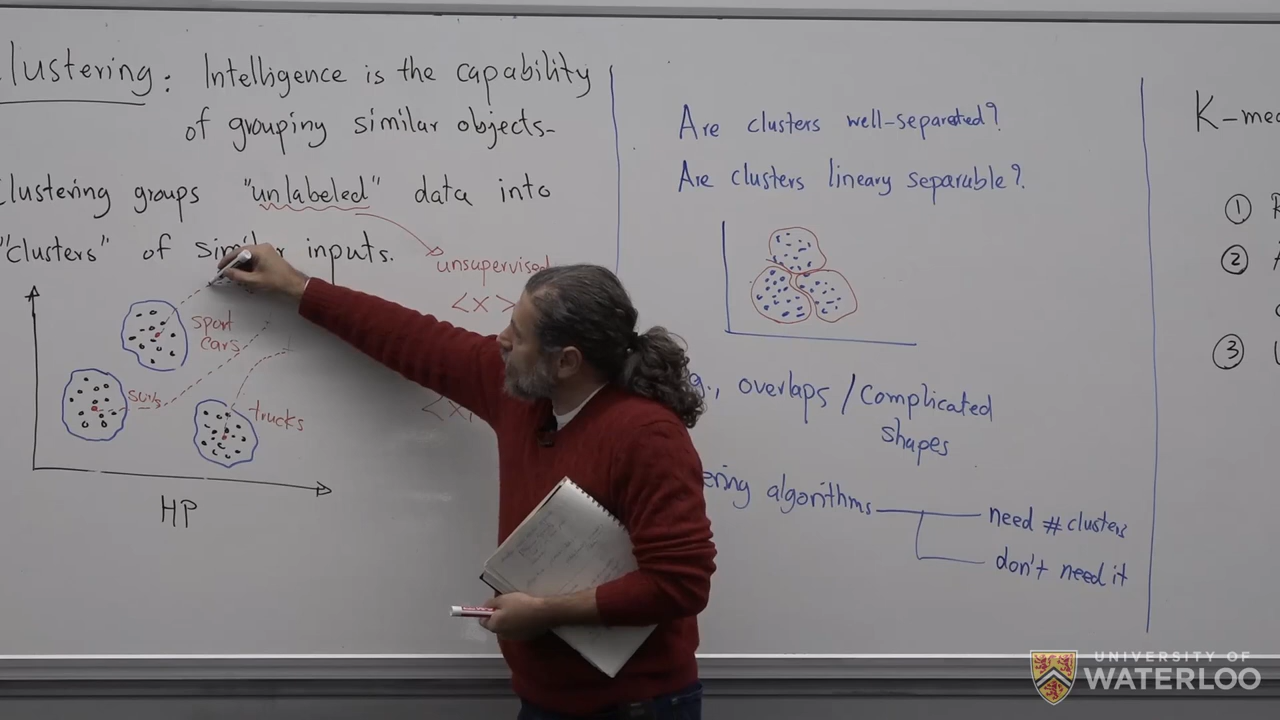 lustering: Intelligence is the capability
of grouping similar objects-
lustering groups "unlabeled" data into
"clusters" of similar inputs.
unsupervised
<x>
sport
cars
suvs
trucks
HP
Are clusters well-separated?
Are clusters lineary separable?
g., overlaps / Complicated
shapes
ering algorithms
need # clusters
don't need it
K-mea
①
②
③
UNIVERSITY OF
WATERLOO